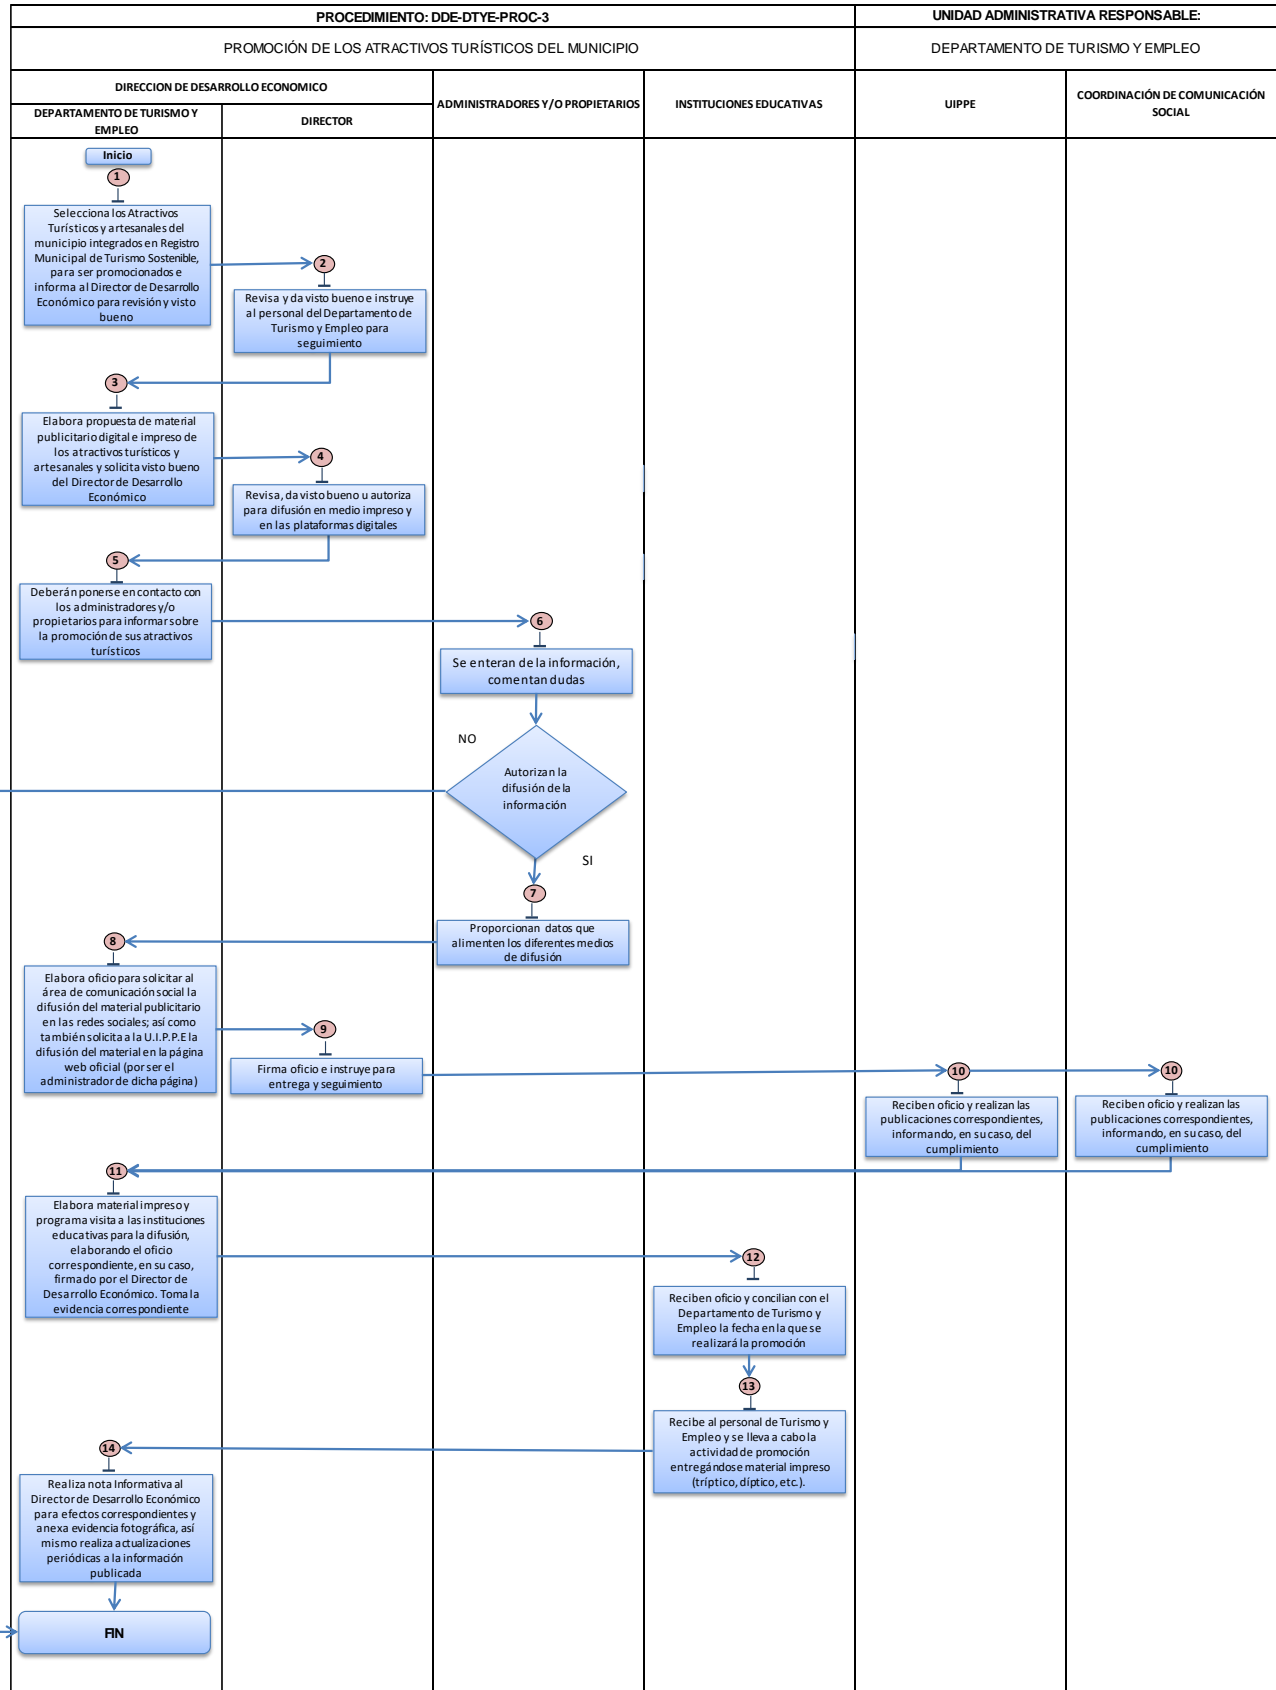 PROCEDIMIENTO: DDE-DTYE-PROC-3
UNIDAD ADMINISTRATIVA RESPONSABLE:
PROMOCIÓN DE LOS ATRACTIVOS TURÍSTICOS DEL MUNICIPIO
DEPARTAMENTO DE TURISMO Y EMPLEO
DIRECCION DE DESARROLLO ECONOMICO
ADMINISTRADORES Y/O PROPIETARIOS
INSTITUCIONES EDUCATIVAS
UIPPE
COORDINACIÓN DE COMUNICACIÓN
SOCIAL
DEPARTAMENTO DE TURISMO Y
EMPLEO
DIRECTOR
Inicio
1
Selecciona los Atractivos
Turísticos y artesanales del
municipio integrados en Registro
Municipal de Turismo Sostenible,
para ser promocionados e
informa al Director de Desarrollo
Económico para revisión y visto
bueno
2
Revisa y da visto bueno e instruye
al personal del Departamento de
Turismo y Empleo para
seguimiento
3
Elabora propuesta de material
publicitario digital e impreso de
los atractivos turísticos y
artesanales y solicita visto bueno
del Director de Desarrollo
Económico
4
Revisa, da visto bueno u autoriza
para difusión en medio impreso y
en las plataformas digitales
5
Deberán ponerse en contacto con
los administradores y/o
propietarios para informar sobre
la promoción de sus atractivos
turísticos
6
Se enteran de la información,
comentan dudas
NO
Autorizan la
difusión de la
información
SI
7
Proporcionan datos que
alimenten los diferentes medios
de difusión
8
Elabora oficio para solicitar al
área de comunicación social la
difusión del material publicitario
en las redes sociales; así como
también solicita a la U.I.P.P.E la
difusión del material en la página
web oficial (por ser el
administrador de dicha página)
9
Firma oficio e instruye para
entrega y seguimiento
10
Reciben oficio y realizan las
publicaciones correspondientes,
informando, en su caso, del
cumplimiento
10
Reciben oficio y realizan las
publicaciones correspondientes,
informando, en su caso, del
cumplimiento
11
Elabora material impreso y
programa visita a las instituciones
educativas para la difusión,
elaborando el oficio
correspondiente, en su caso,
firmado por el Director de
Desarrollo Económico. Toma la
evidencia correspondiente
12
Reciben oficio y concilian con el
Departamento de Turismo y
Empleo la fecha en la que se
realizará la promoción
13
Recibe al personal de Turismo y
Empleo y se lleva a cabo la
actividad de promoción
entregándose material impreso
(tríptico, díptico, etc.).
14
Realiza nota Informativa al
Director de Desarrollo Económico
para efectos correspondientes y
anexa evidencia fotográfica, así
mismo realiza actualizaciones
periódicas a la información
publicada
FIN